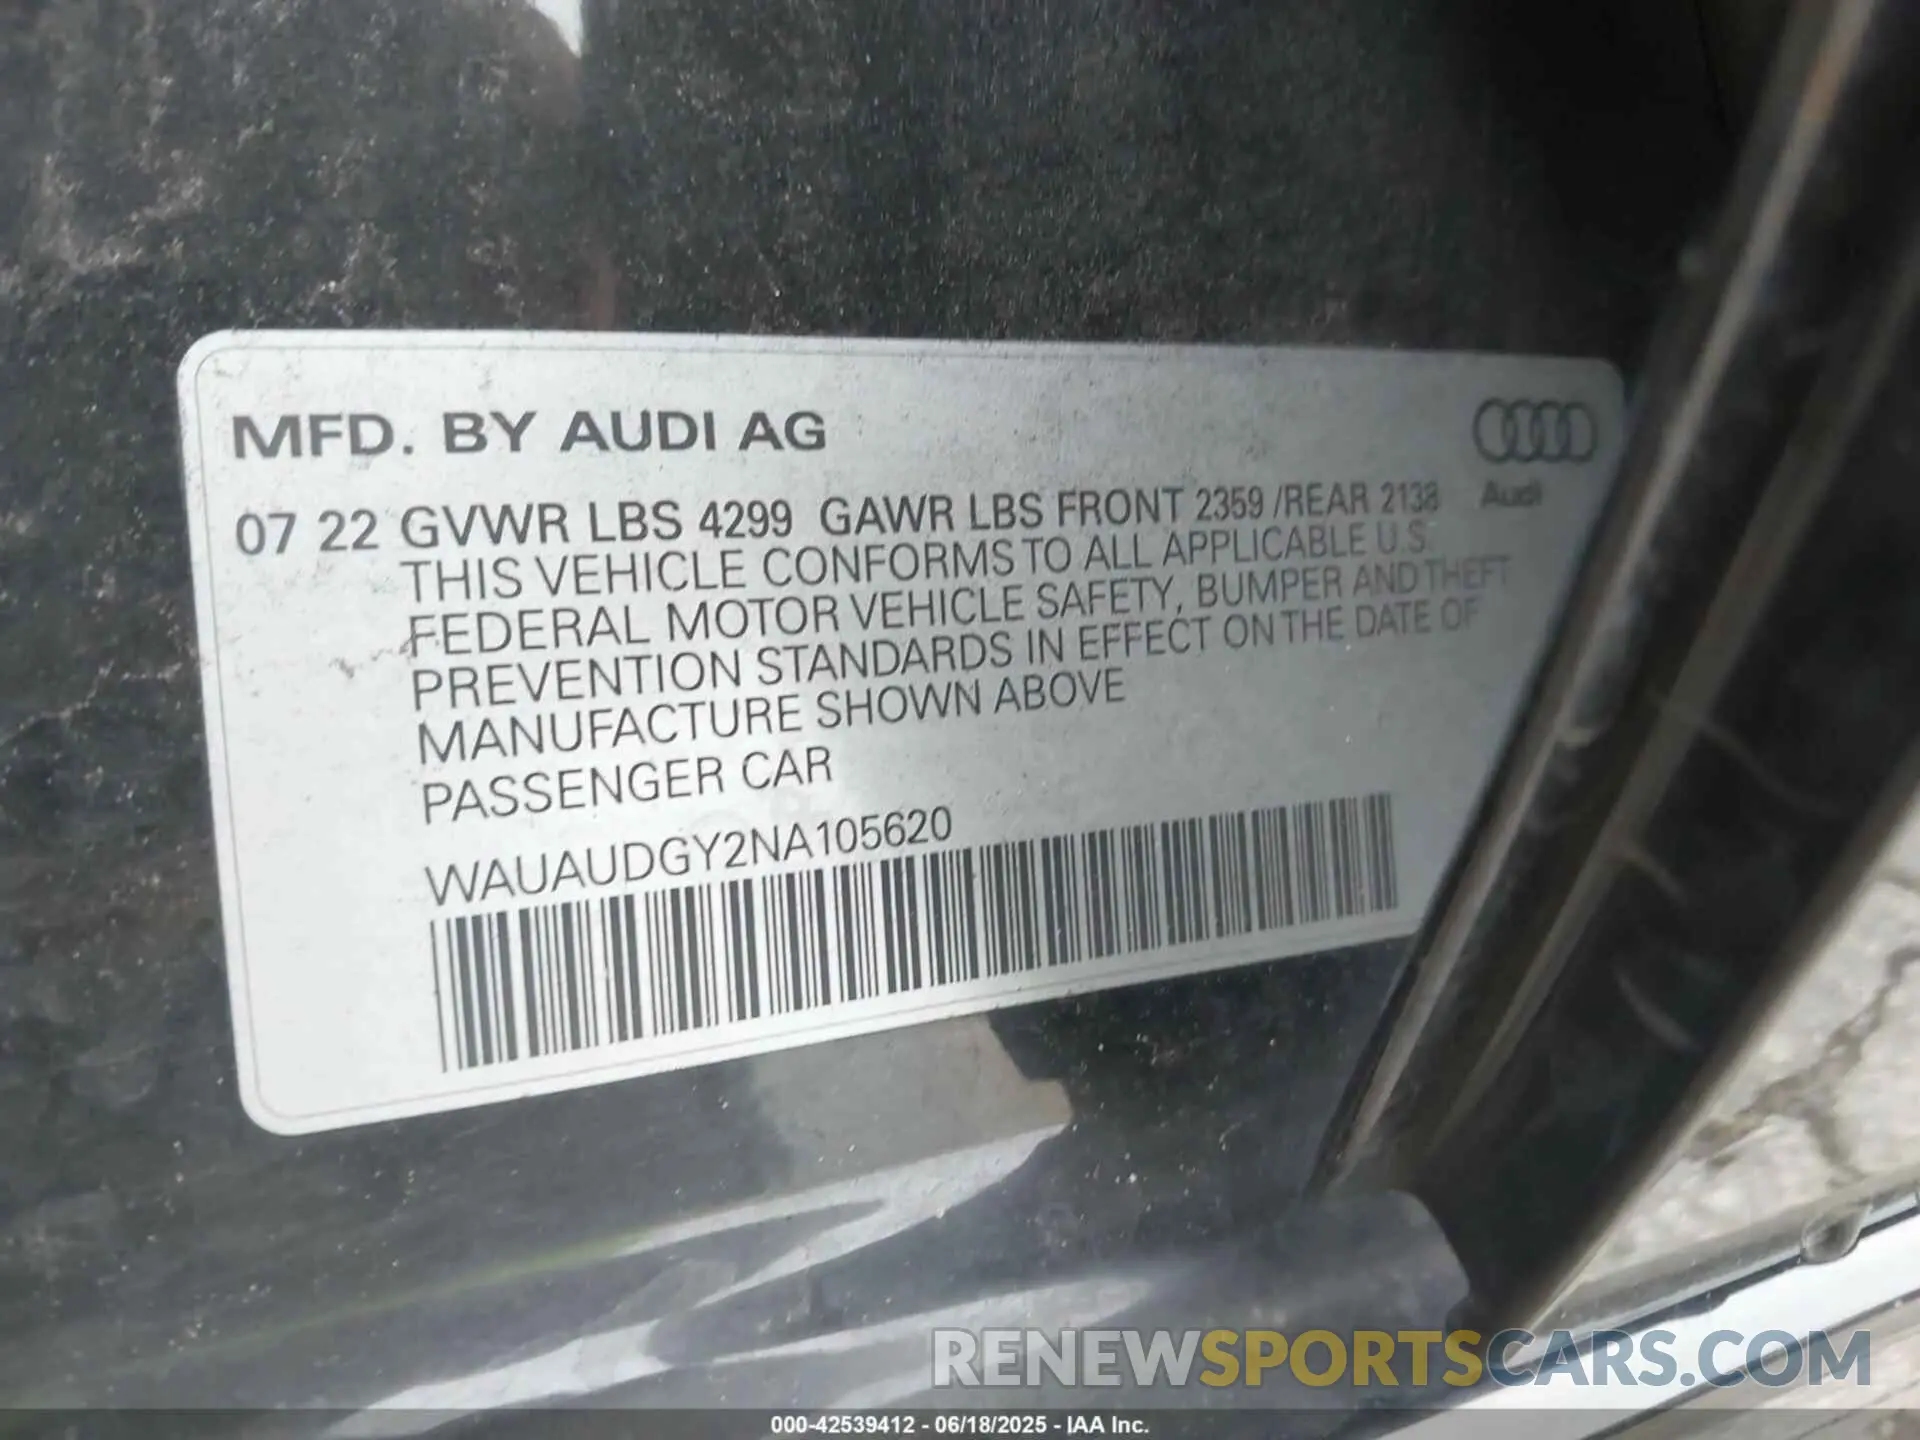 MFD. BY AUDI AG
Audi
07 22 GVWR LBS 4299 GAWR LBS FRONT 2359 /REAR 2138
THIS VEHICLE CONFORMS TO ALL APPLICABLE U.S.
FEDERAL MOTOR VEHICLE SAFETY, BUMPER AND THEFT
PREVENTION STANDARDS IN EFFECT ON THE DATE OF
MANUFACTURE SHOWN ABOVE
PASSENGER CAR
WAUAUDGY2NA105620
RENEWSPORTSCARS.COM
000-42539412 - 06/18/2025 - IAA Inc.